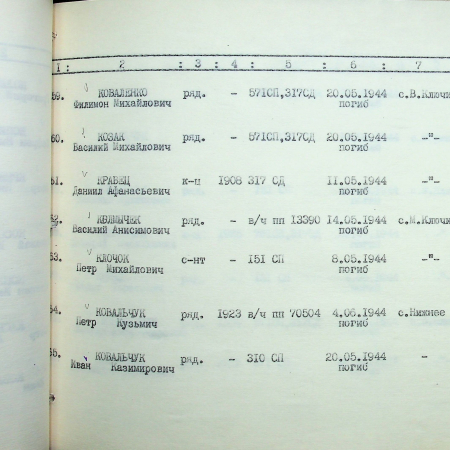 1: 2 : 3 : 4 : 5 : 6 : 7
59. КОВАЛЕНКО ряд. – 571СП,317СД 20.05.1944 с.В.Ключи
Филимон Михайлович погиб
60. КОЗАК ряд. – 571СП,317СД 20.05.1944 –"–
Василий Михайлович погиб
61. КРАВЕЦ к-ц 1908 317 СД 11.05.1944 –"–
Даниил Афанасьевич погиб
62. ряд. – в/ч пп 13390 14.05.1944 с.М.Ключи
Василий Анисимович погиб
63. КЛОЧОК с-нт – 151 СП 8.05.1944 –"–
Петр Михайлович погиб
64. КОВАЛЬЧУК ряд. 1923 в/ч пп 70504 4.06.1944 с.Нижнее
Петр Кузьмич погиб
65. КОВАЛЬЧУК ряд. – 310 СП 20.05.1944 –
Иван Казимирович погиб